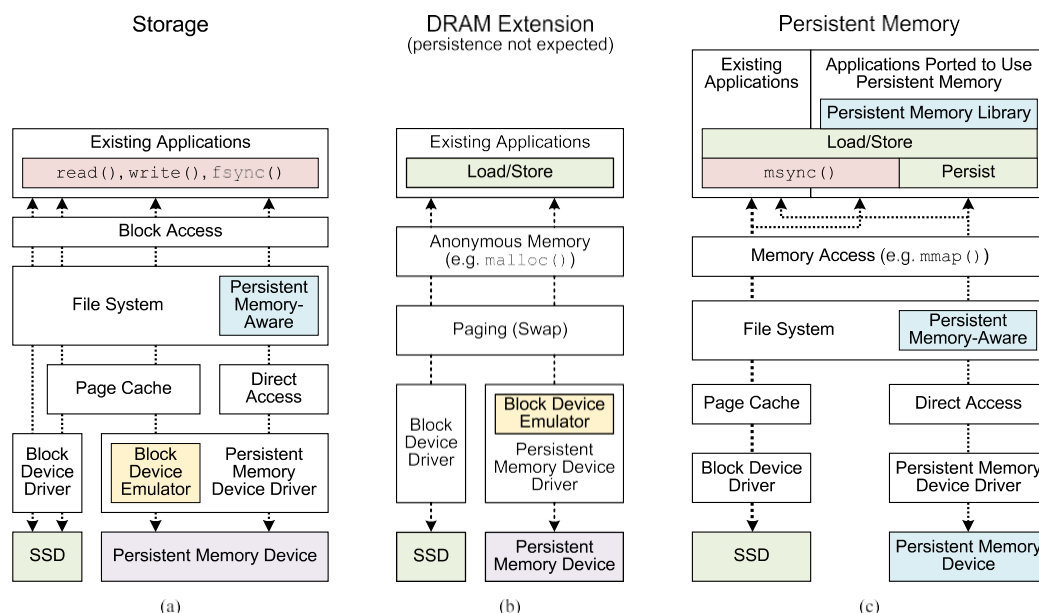 Storage
DRAM Extension
(persistence not expected)
Persistent Memory
Existing Applications
read(), write(), fsync()
Block Access
File System
Persistent
Memory-
Aware
Page Cache
Direct
Access
Block
Device
Driver
Block
Device
Emulator
Persistent
Memory
Device Driver
SSD
Persistent Memory Device
(a)
Existing Applications
Load/Store
Anonymous Memory
(e.g. malloc())
Paging (Swap)
Block
Device
Driver
Block Device
Emulator
Persistent
Memory Device
Driver
SSD
Persistent
Memory Device
(b)
Existing
Applications
Applications Ported to Use
Persistent Memory
Persistent Memory Library
Load/Store
msync()
Persist
Memory Access (e.g. mmap())
File System
Persistent
Memory-Aware
Page Cache
Direct Access
Block Device
Driver
Persistent Memory
Device Driver
SSD
Persistent Memory
Device
(c)